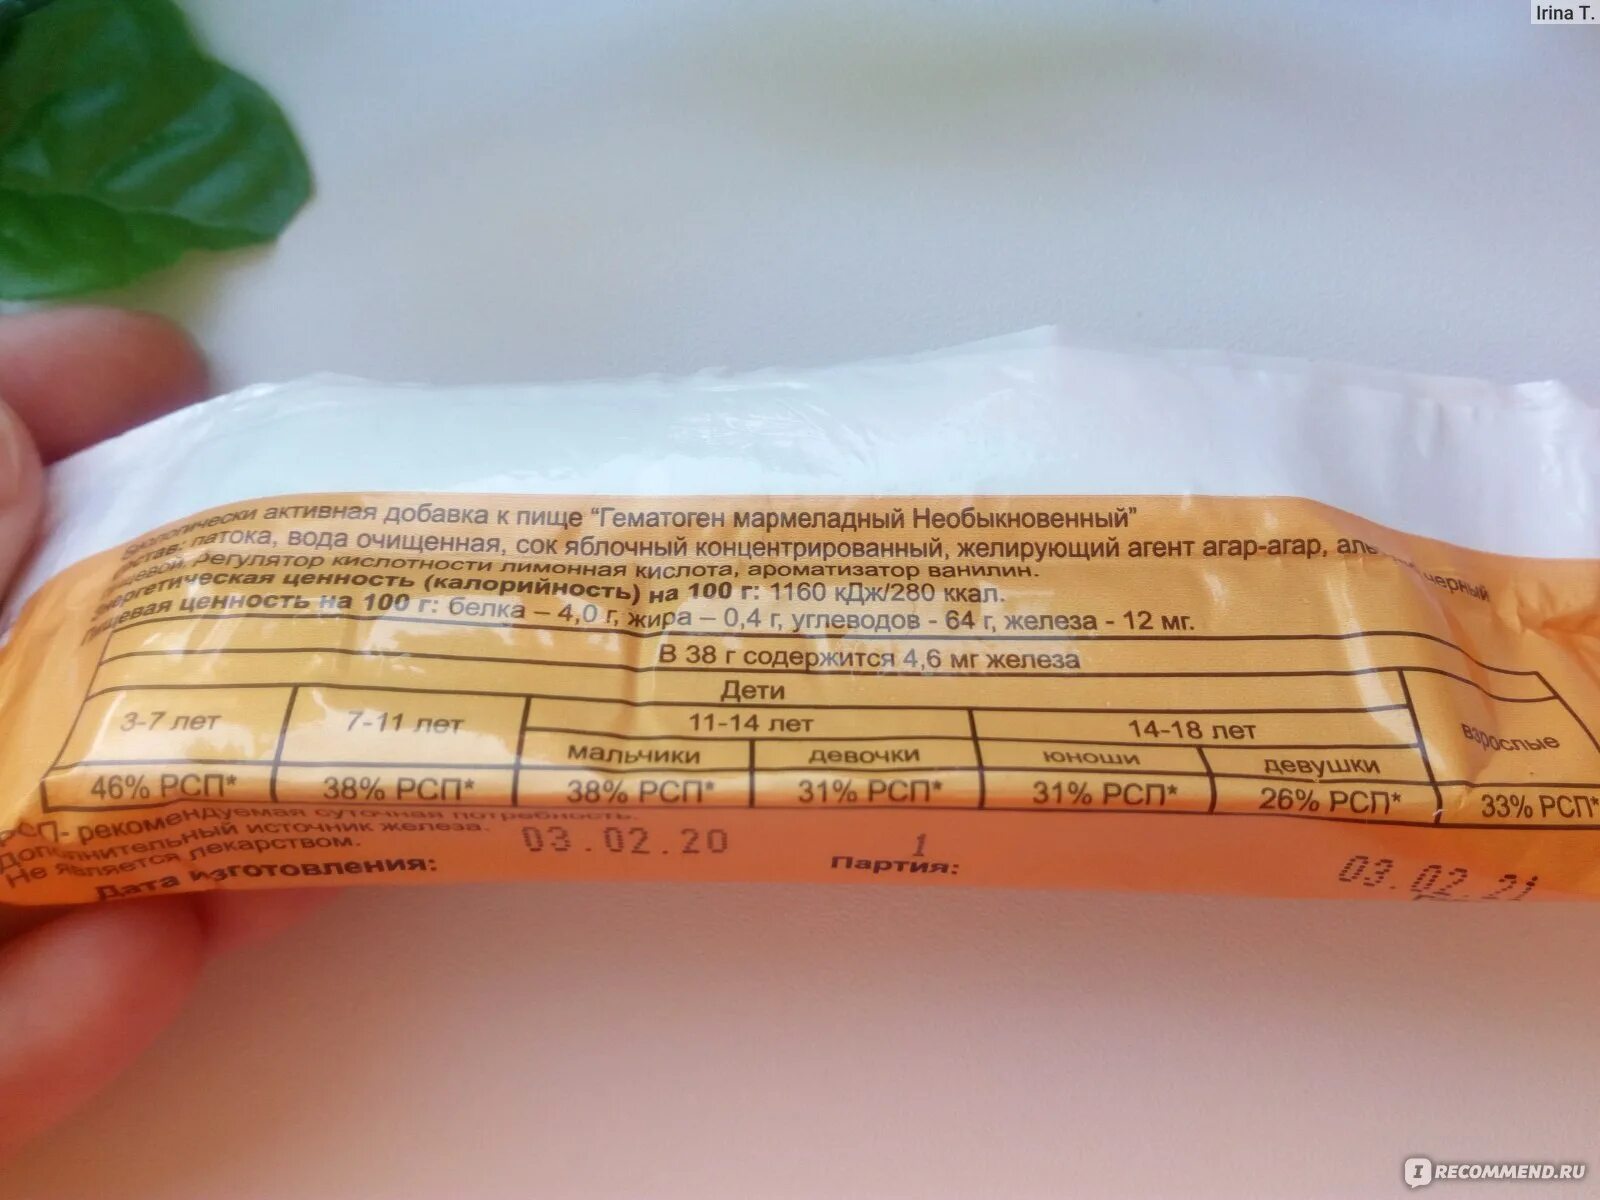 Irina T.
Биологически активная добавка к пище “Гематоген мармеладный Необыкновенный”
Состав: патока, вода очищенная, сок яблочный концентрированный, желирующий агент агар-агар, черный
пищевой. Регулятор кислотности лимонная кислота, ароматизатор ванилин.
Энергетическая ценность (калорийность) на 100 г: 1160 кДж/280 ккал.
Пищевая ценность на 100 г: белка – 4,0 г, жира – 0,4 г, углеводов - 64 г, железа - 12 мг.
В 38 г содержится 4,6 мг железа
Дети
3-7 лет 7-11 лет 11-14 лет 14-18 лет взрослые
мальчики девочки юноши девушки
46% РСП* 38% РСП* 38% РСП* 31% РСП* 31% РСП* 26% РСП* 33% РСП*
РСП- рекомендуемая суточная потребность.
Дополнительный источник железа.
Не является лекарством.
Дата изготовления: 03.02.20 Партия: 1 03.02.21
IRECOMMEND.RU